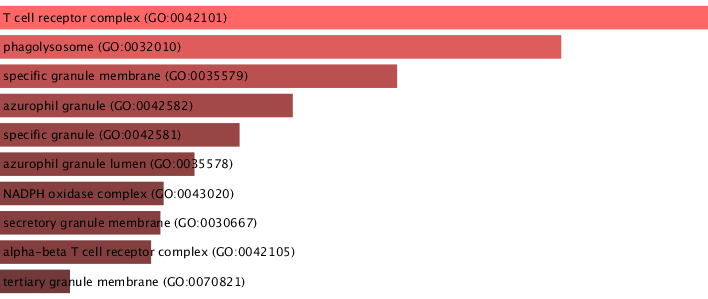 T cell receptor complex (GO:0042101)
phagolysosome (GO:0032010)
specific granule membrane (GO:0035579)
azurophil granule (GO:0042582)
specific granule (GO:0042581)
azurophil granule lumen (GO:0035578)
NADPH oxidase complex (GO:0043020)
secretory granule membrane (GO:0030667)
alpha-beta T cell receptor complex (GO:0042105)
tertiary granule membrane (GO:0070821)